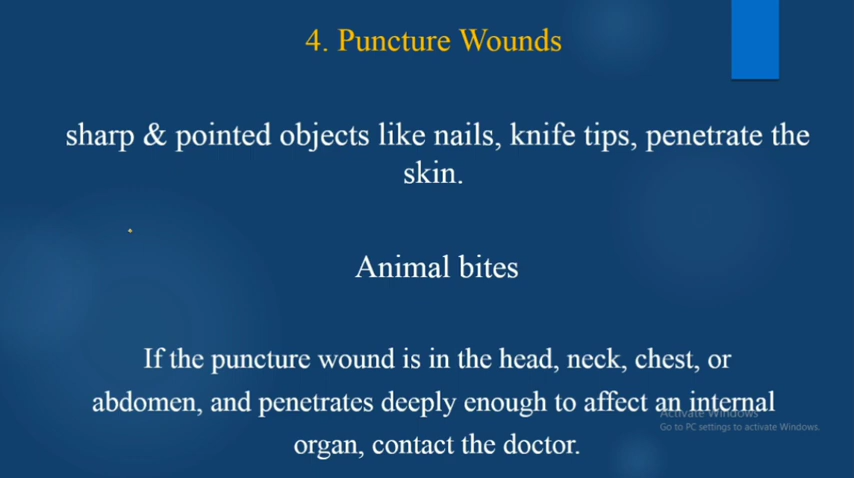 4. Puncture Wounds
sharp & pointed objects like nails, knife tips, penetrate the
skin.
Animal bites
If the puncture wound is in the head, neck, chest, or
abdomen, and penetrates deeply enough to affect an internal
organ, contact the doctor.
Activate Windows
Go to PC settings to activate Windows.